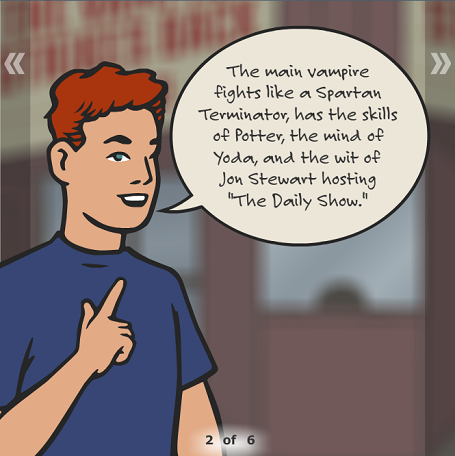 The main vampire
fights like a Spartan
Terminator, has the skills
of Potter, the mind of
Yoda, and the wit of
Jon Stewart hosting
"The Daily Show."
2 of 6